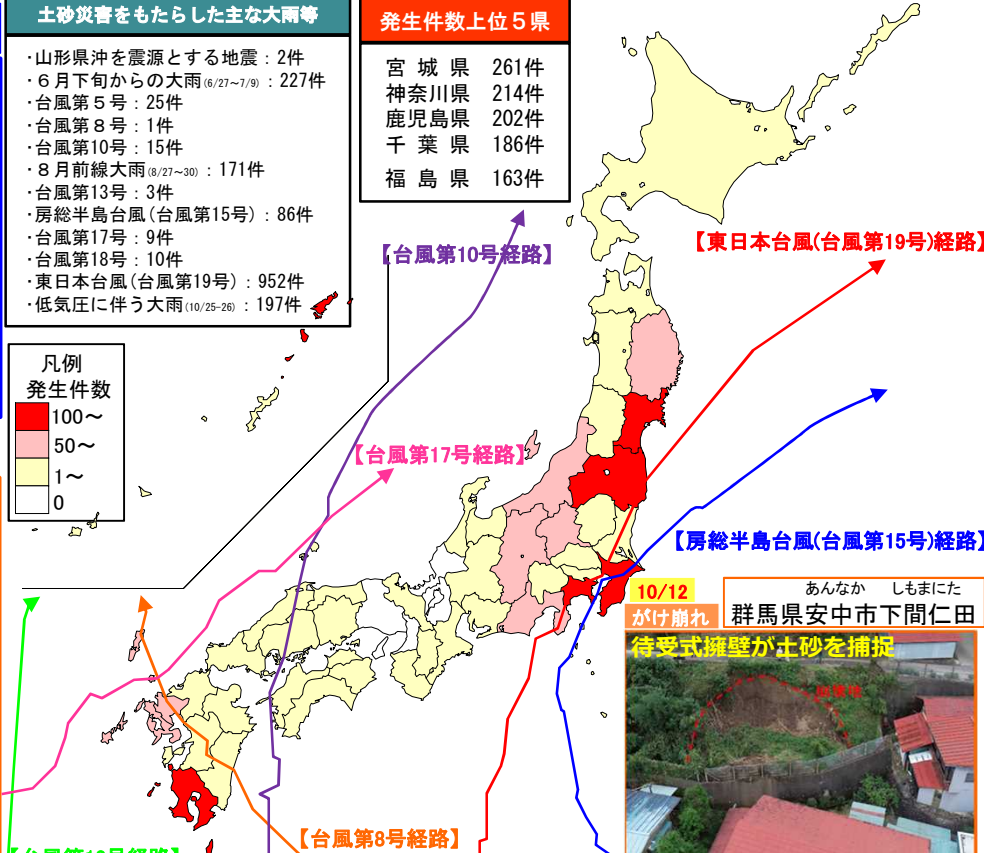 土砂災害をもたらした主な大雨等
・山形県沖を震源とする地震：2件
・６月下旬からの大雨(6/27～7/9)：227件
・台風第５号：25件
・台風第８号：1件
・台風第10号：15件
・８月前線大雨(8/27～30)：171件
・台風第13号：3件
・房総半島台風(台風第15号)：86件
・台風第17号：9件
・台風第18号：10件
・東日本台風(台風第19号)：952件
・低気圧に伴う大雨(10/25-26)：197件
発生件数上位５県
宮城県 261件
神奈川県 214件
鹿児島県 202件
千葉県 186件
福島県 163件
凡例
発生件数
100～
50～
1～
0
【台風第10号経路】
【東日本台風(台風第19号)経路】
【台風第17号経路】
【房総半島台風(台風第15号)経路】
10/12
がけ崩れ
あんなか しもまにた
群馬県安中市下間仁田
待受式擁壁が土砂を捕捉
【台風第8号経路】